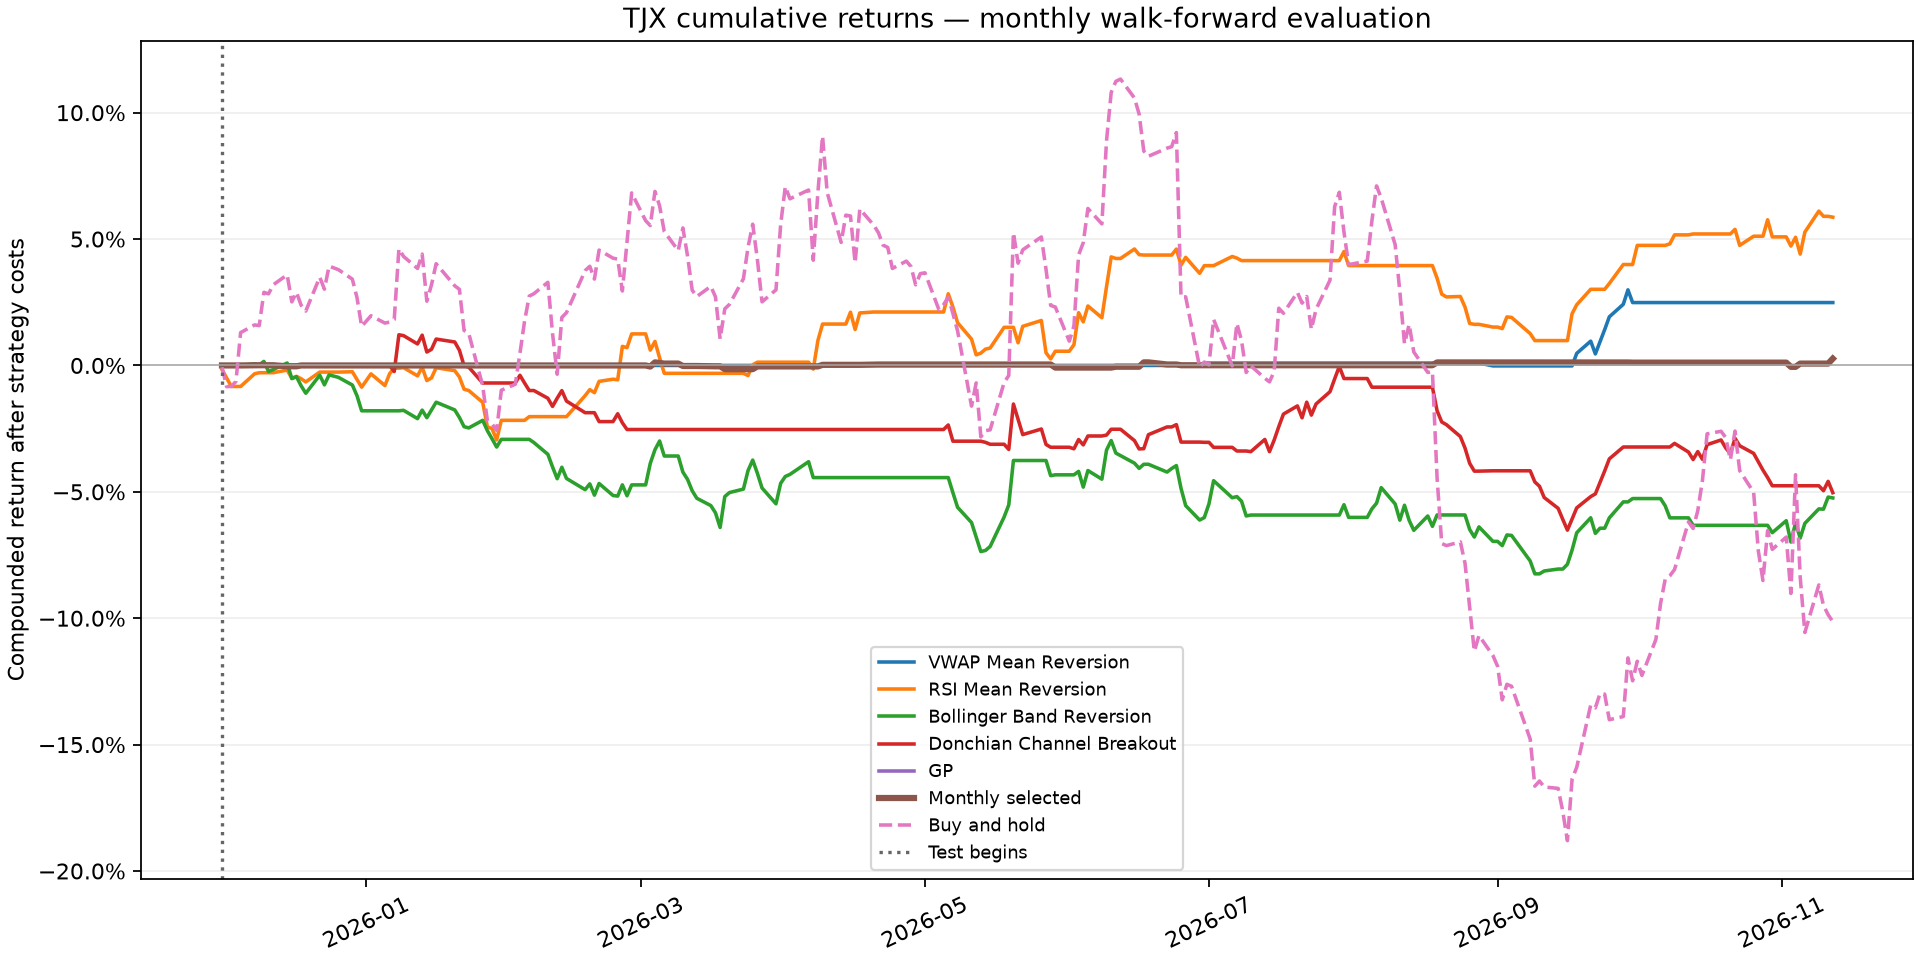 TJX cumulative returns — monthly walk-forward evaluation
Compounded return after strategy costs
10.0%
5.0%
0.0%
−5.0%
−10.0%
−15.0%
−20.0%
VWAP Mean Reversion
RSI Mean Reversion
Bollinger Band Reversion
Donchian Channel Breakout
GP
Monthly selected
Buy and hold
Test begins
2026-01
2026-03
2026-05
2026-07
2026-09
2026-11